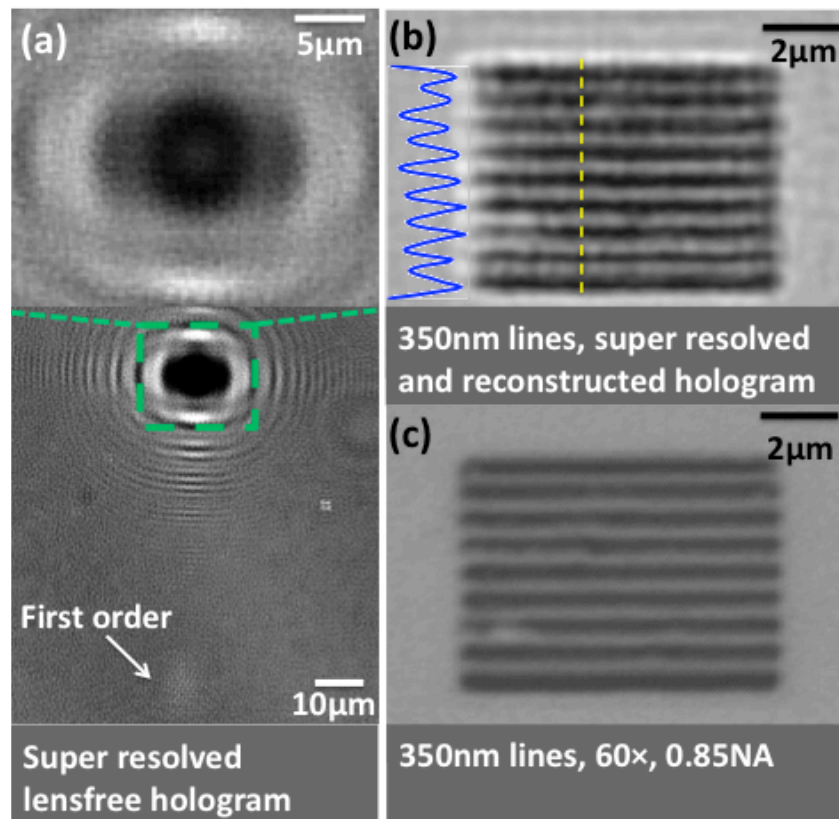 (a)
5μm
First order
10μm
Super resolved
lensfree hologram
(b)
2μm
350nm lines, super resolved
and reconstructed hologram
(c)
2μm
350nm lines, 60×, 0.85NA